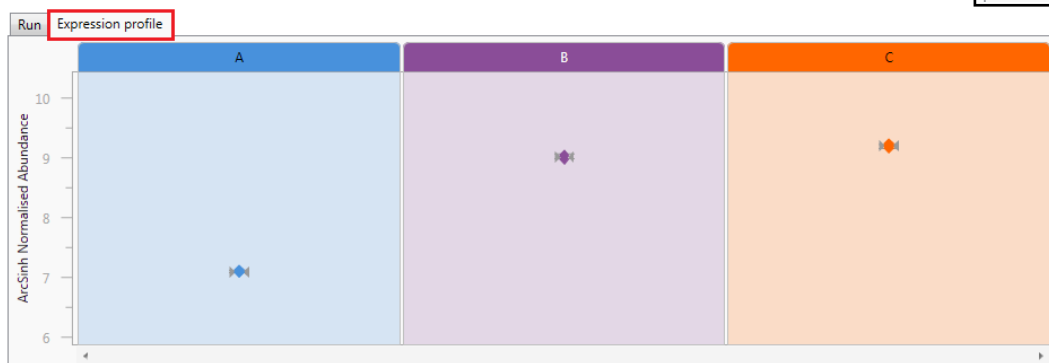 Run Expression profile
A B C
ArcSinh Normalised Abundance
10
9
8
7
6